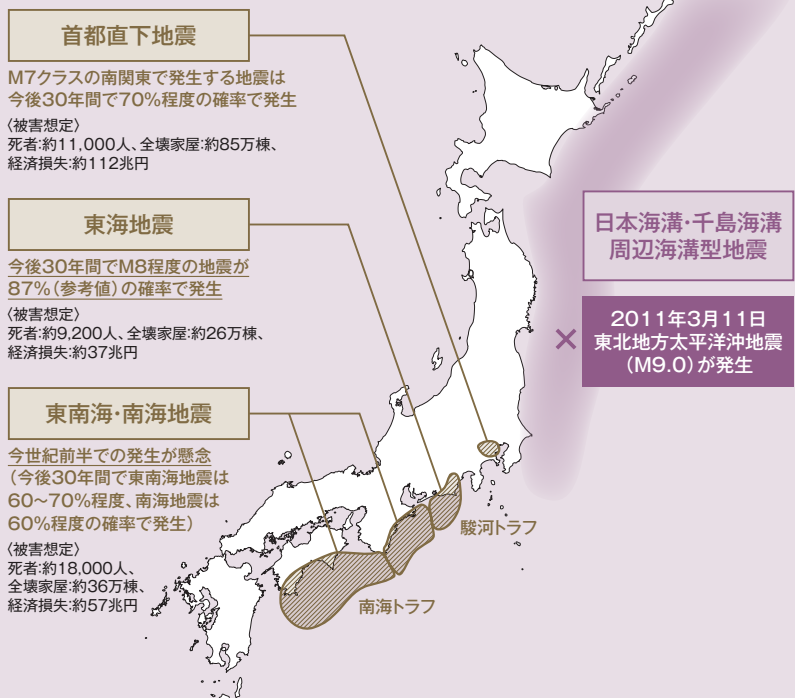 首都直下地震
M7クラスの南関東で発生する地震は
今後30年間で70%程度の確率で発生
〈被害想定〉
死者:約11,000人、全壊家屋:約85万棟、
経済損失:約112兆円
東海地震
今後30年間でM8程度の地震が
87%(参考値)の確率で発生
〈被害想定〉
死者:約9,200人、全壊家屋:約26万棟、
経済損失:約37兆円
東南海・南海地震
今世紀前半での発生が懸念
(今後30年間で東南海地震は
60〜70%程度、南海地震は
60%程度の確率で発生)
〈被害想定〉
死者:約18,000人、
全壊家屋:約36万棟、
経済損失:約57兆円
日本海溝・千島海溝
周辺海溝型地震
×
2011年3月11日
東北地方太平洋沖地震
(M9.0)が発生
駿河トラフ
南海トラフ